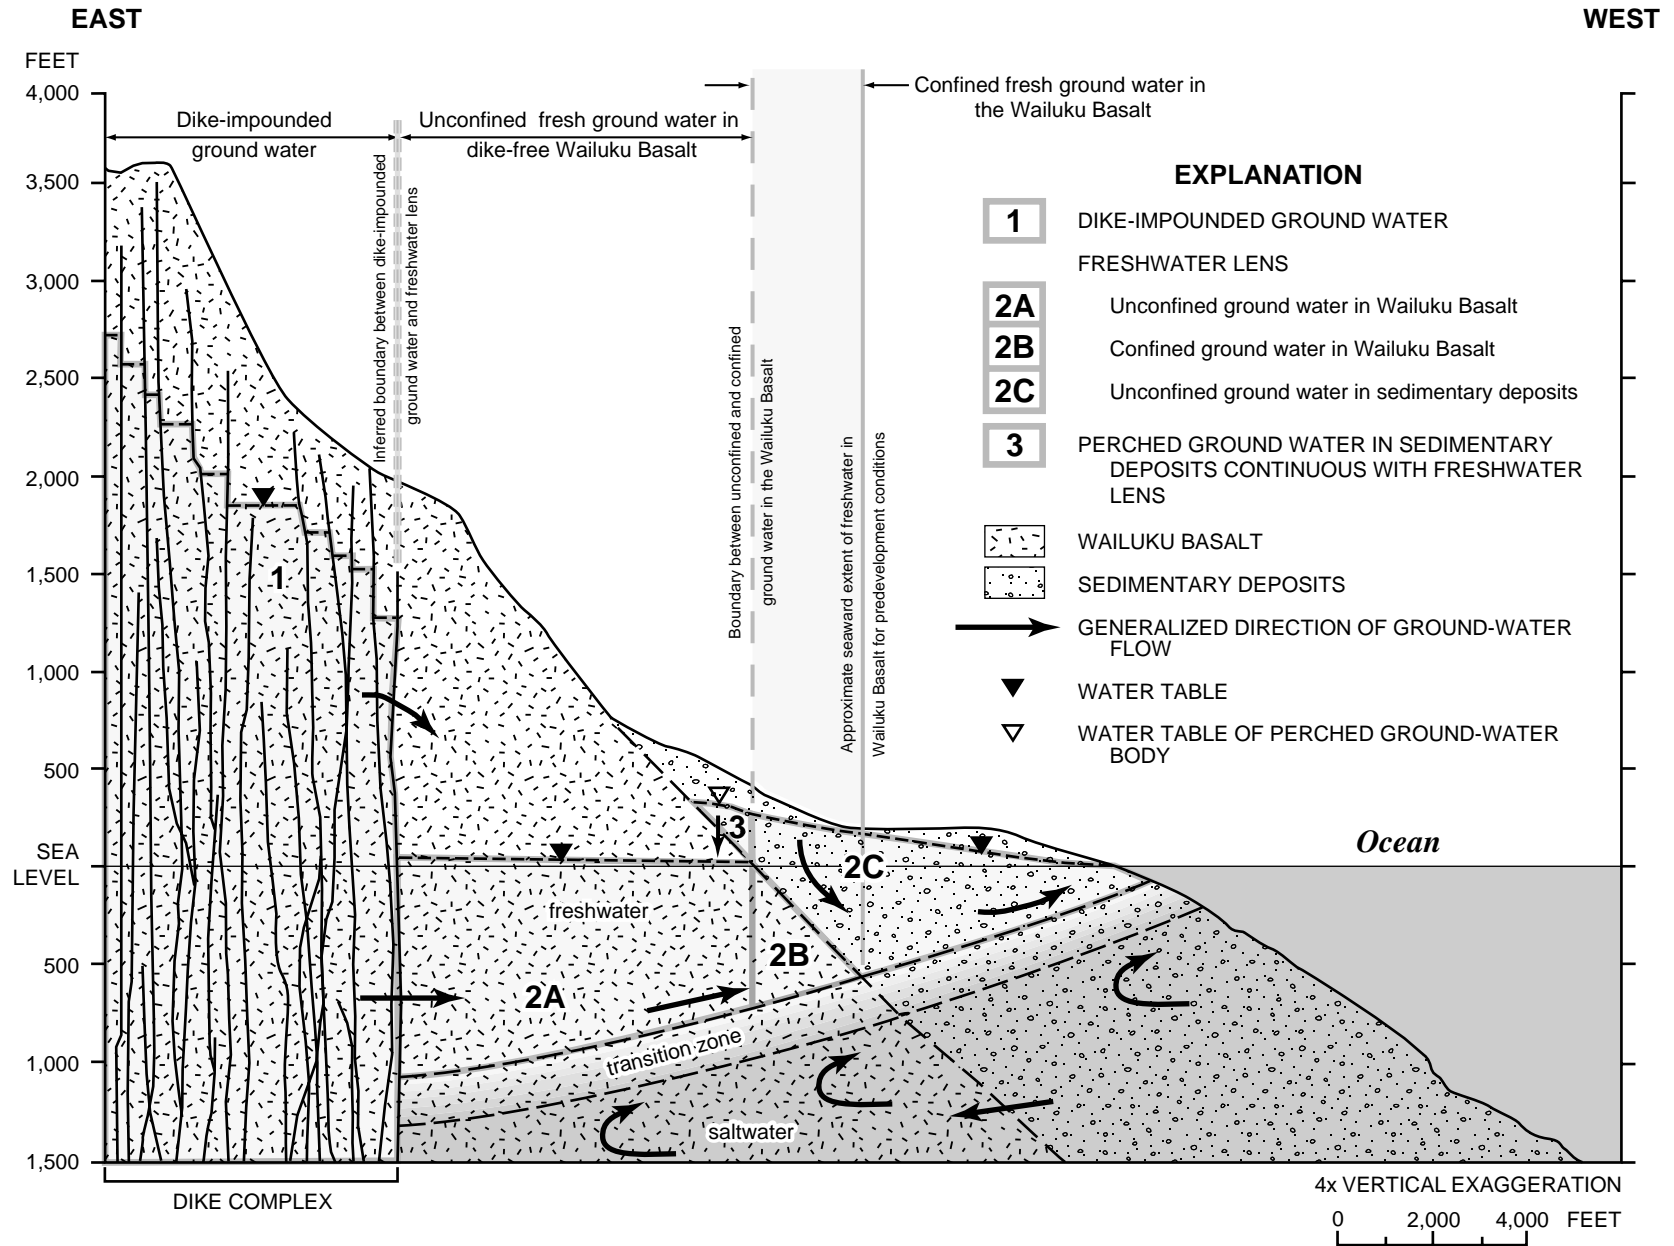 EAST
WEST
FEET
4,000
3,500
3,000
2,500
2,000
1,500
1,000
500
SEA
LEVEL
500
1,000
1,500
Dike-impounded
ground water
Unconfined fresh ground water in
dike-free Wailuku Basalt
Confined fresh ground water in
the Wailuku Basalt
Inferred boundary between dike-impounded
ground water and freshwater lens
Boundary between unconfined and confined
ground water in the Wailuku Basalt
Approximate seaward extent of freshwater in
Wailuku Basalt for predevelopment conditions
EXPLANATION
1 DIKE-IMPOUNDED GROUND WATER
FRESHWATER LENS
2A Unconfined ground water in Wailuku Basalt
2B Confined ground water in Wailuku Basalt
2C Unconfined ground water in sedimentary deposits
3 PERCHED GROUND WATER IN SEDIMENTARY
DEPOSITS CONTINUOUS WITH FRESHWATER
LENS
WAILUKU BASALT
SEDIMENTARY DEPOSITS
GENERALIZED DIRECTION OF GROUND-WATER
FLOW
WATER TABLE
WATER TABLE OF PERCHED GROUND-WATER
BODY
1
3
2C
Ocean
freshwater
2B
2A
transition zone
saltwater
DIKE COMPLEX
4x VERTICAL EXAGGERATION
0 2,000 4,000 FEET